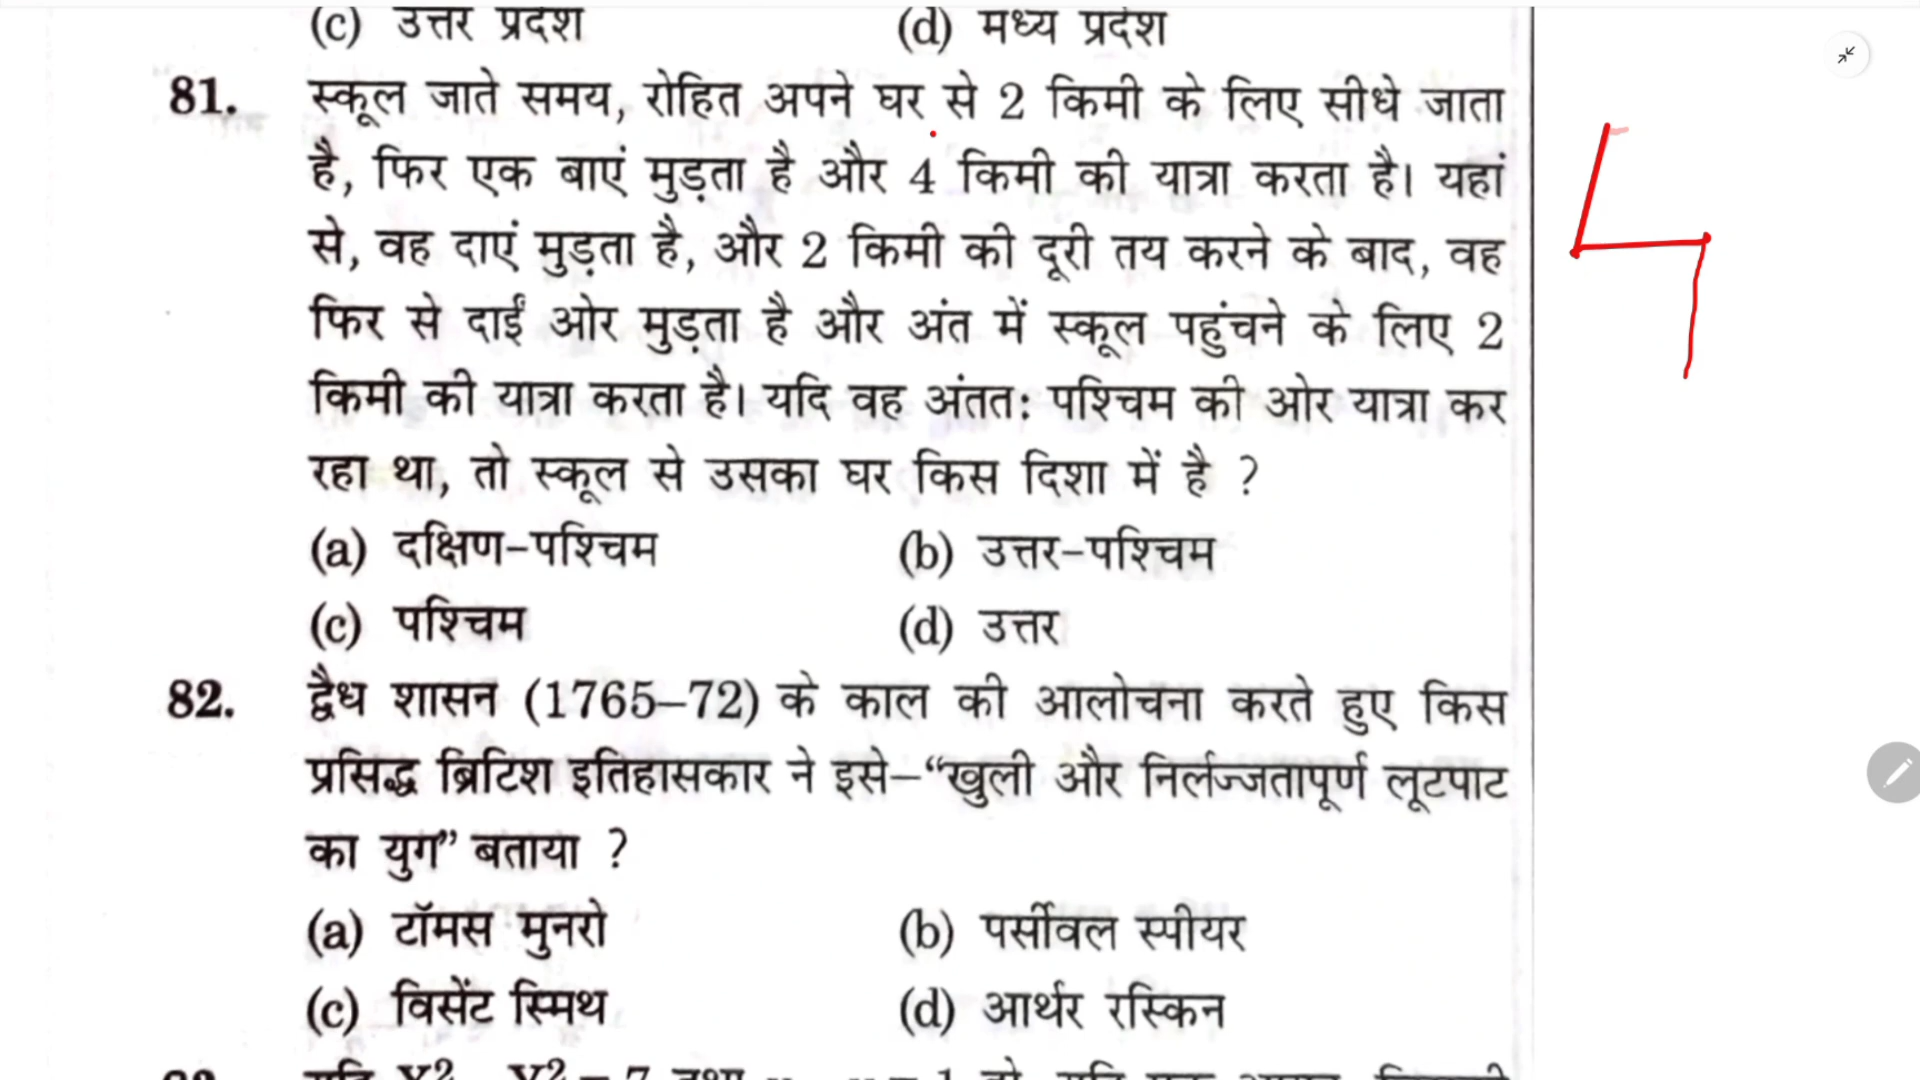 (c) उत्तर प्रदेश (d) मध्य प्रदेश
81. स्कूल जाते समय, रोहित अपने घर से 2 किमी के लिए सीधे जाता
है, फिर एक बाएं मुड़ता है और 4 किमी की यात्रा करता है। यहां
से, वह दाएं मुड़ता है, और 2 किमी की दूरी तय करने के बाद, वह
फिर से दाईं ओर मुड़ता है और अंत में स्कूल पहुंचने के लिए 2
किमी की यात्रा करता है। यदि वह अंततः पश्चिम की ओर यात्रा कर
रहा था, तो स्कूल से उसका घर किस दिशा में है ?
(a) दक्षिण-पश्चिम (b) उत्तर-पश्चिम
(c) पश्चिम (d) उत्तर
82. द्वैध शासन (1765–72) के काल की आलोचना करते हुए किस
प्रसिद्ध ब्रिटिश इतिहासकार ने इसे–“खुली और निर्लज्जतापूर्ण लूटपाट
का युग” बताया ?
(a) टॉमस मुनरो (b) पर्सीवल स्पीयर
(c) विसेंट स्मिथ (d) आर्थर रस्किन